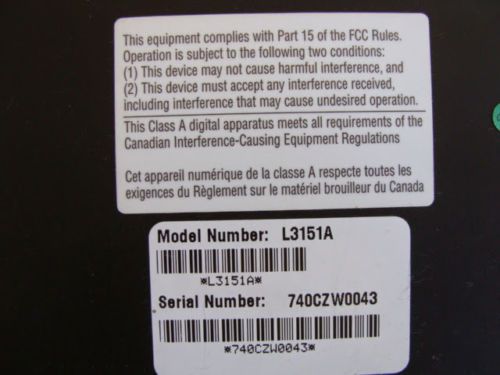 This equipment complies with Part 15 of the FCC Rules.
Operation is subject to the following two conditions:
(1) This device may not cause harmful interference, and
(2) This device must accept any interference received,
including interference that may cause undesired operation.
This Class A digital apparatus meets all requirements of the
Canadian Interference-Causing Equipment Regulations
Cet appareil numérique de la classe A respecte toutes les
exigences du Règlement sur le matériel brouilleur du Canada
Model Number: L3151A
*L3151A*
Serial Number: 740CZW0043
*740CZW0043*